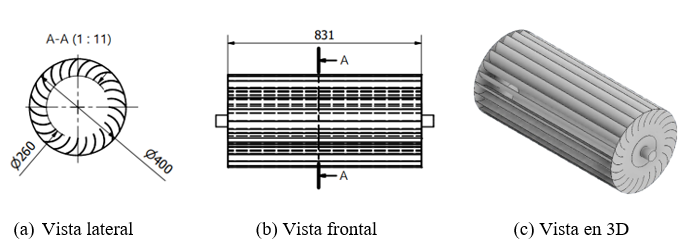 A-A (1 : 11)
Ø260
Ø400
831
A
A
(a) Vista lateral
(b) Vista frontal
(c) Vista en 3D